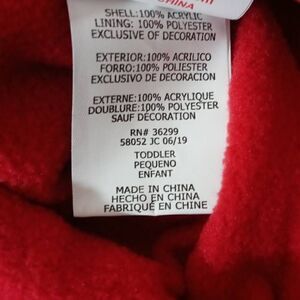 CHINA
SHELL: 100% ACRYLIC
LINING: 100% POLYESTER
EXCLUSIVE OF DECORATION
EXTERIOR: 100% ACRILICO
FORRO: 100% POLIESTER
EXCLUSIVO DE DECORACION
EXTERNE: 100% ACRYLIQUE
DOUBLURE: 100% POLYESTER
SAUF DÉCORATION
RN# 36299
58052 JC 06/19
TODDLER
PEQUENO
ENFANT
MADE IN CHINA
HECHO EN CHINA
FABRIQUÉ EN CHINE